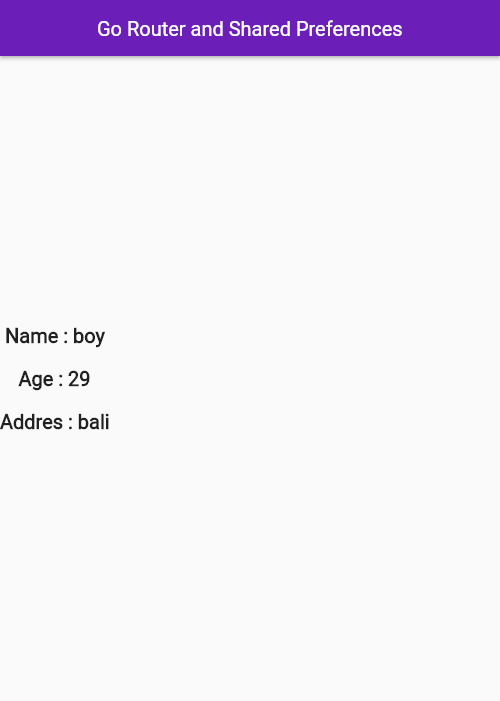 Go Router and Shared Preferences
Name : boy
Age : 29
Addres : bali